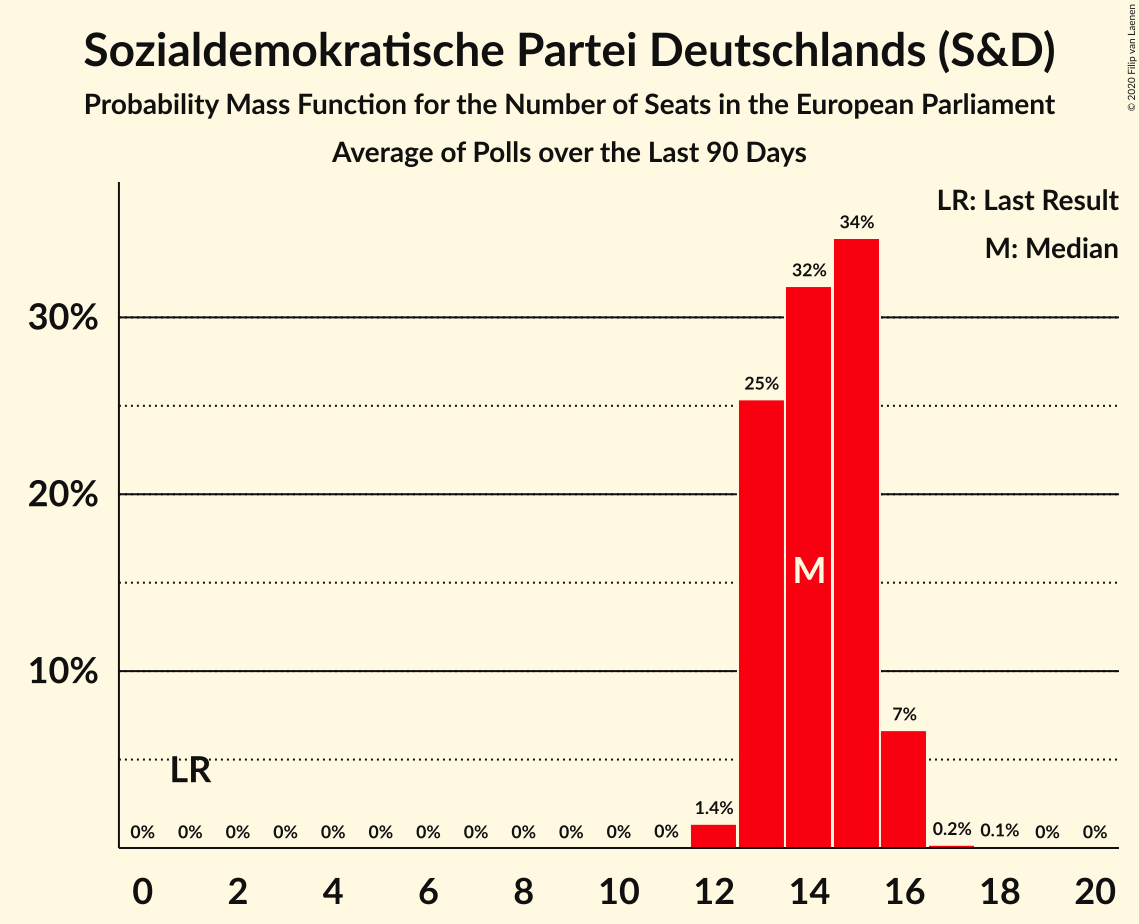 Sozialdemokratische Partei Deutschlands (S&D)
Probability Mass Function for the Number of Seats in the European Parliament
Average of Polls over the Last 90 Days
© 2020 Filip van Laenen
LR: Last Result
M: Median
34%
32%
30%
25%
20%
M
10%
7%
LR
1.4%
0% 0% 0% 0% 0% 0% 0% 0% 0% 0% 0% 0% 0.2% 0.1% 0% 0%
0 2 4 6 8 10 12 14 16 18 20